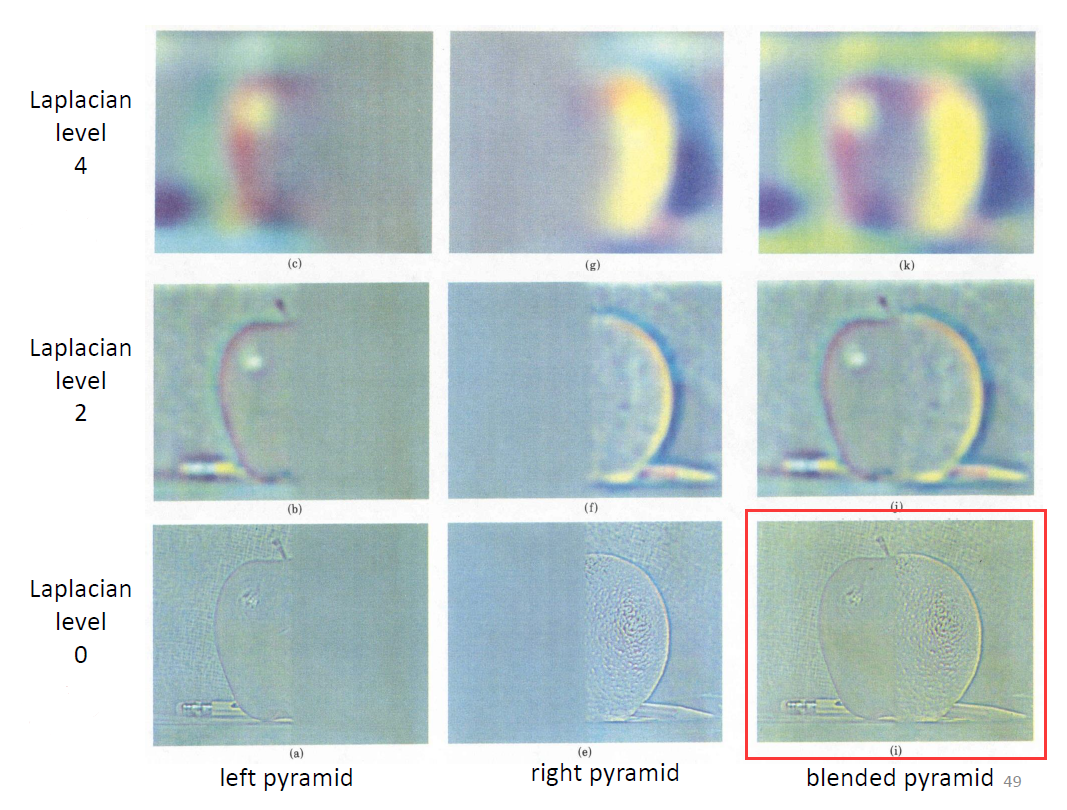 Laplacian
level
4
(c) (g) (k)
Laplacian
level
2
(b) (f) (j)
Laplacian
level
0
(a) (e) (i)
left pyramid right pyramid blended pyramid 49